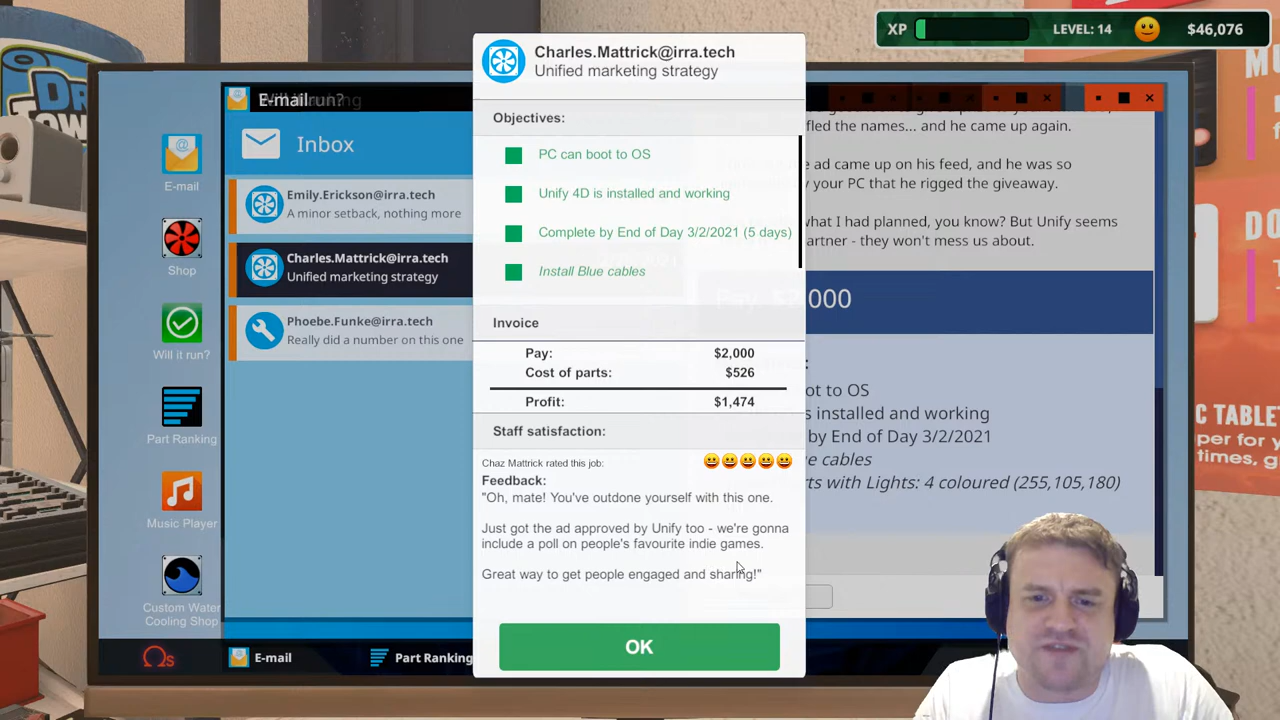 XP
LEVEL: 14
$46,076
Charles.Mattrick@irra.tech
Unified marketing strategy
Objectives:
PC can boot to OS
Unify 4D is installed and working
Complete by End of Day 3/2/2021 (5 days)
Install Blue cables
Invoice
Pay: $2,000
Cost of parts: $526
Profit: $1,474
Staff satisfaction:
Chaz Mattrick rated this job:
Feedback:
"Oh, mate! You've outdone yourself with this one.
Just got the ad approved by Unify too - we're gonna
include a poll on people's favourite indie games.
Great way to get people engaged and sharing!"
OK
E-mail
Inbox
Emily.Erickson@irra.tech
A minor setback, nothing more
Charles.Mattrick@irra.tech
Unified marketing strategy
Phoebe.Funke@irra.tech
Really did a number on this one
E-mail
Shop
Will it run?
Part Ranking
Music Player
Custom Water
Cooling Shop
Ωs
E-mail
Part Ranking
fled the names... and he came up again.
ad came up on his feed, and he was so
your PC that he rigged the giveaway.
what I had planned, you know? But Unify seems
artner - they won't mess us about.
Pay $2,000
ot to OS
s installed and working
by End of Day 3/2/2021
ue cables
rts with Lights: 4 coloured (255,105,180)
C TABLET
per for y
times, g